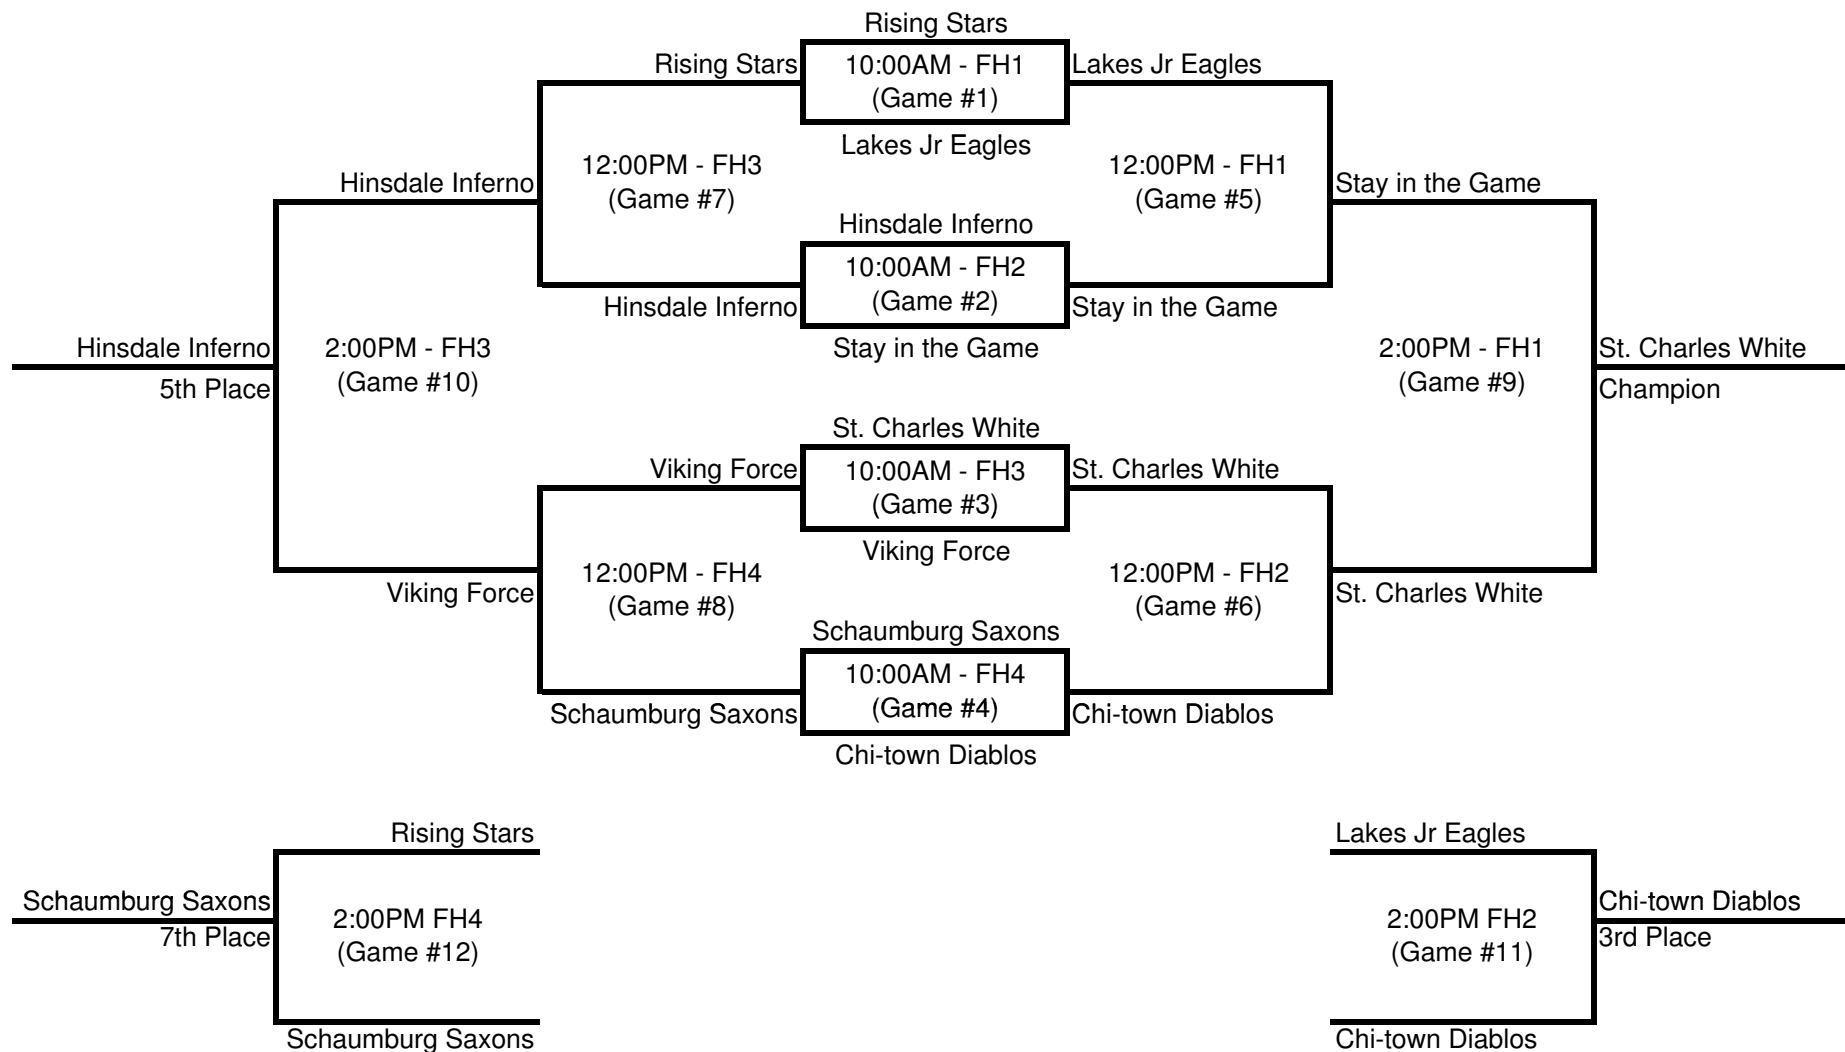 Rising Stars
Rising Stars
10:00AM - FH1
Lakes Jr Eagles
(Game #1)
Lakes Jr Eagles
12:00PM - FH3
12:00PM - FH1
Hinsdale Inferno
(Game #7)
(Game #5)
Stay in the Game
Hinsdale Inferno
10:00AM - FH2
Hinsdale Inferno
(Game #2)
Stay in the Game
Hinsdale Inferno
2:00PM - FH3
Stay in the Game
2:00PM - FH1
St. Charles White
5th Place
(Game #10)
(Game #9)
Champion
St. Charles White
Viking Force
10:00AM - FH3
St. Charles White
(Game #3)
Viking Force
Viking Force
12:00PM - FH4
12:00PM - FH2
St. Charles White
(Game #8)
(Game #6)
Schaumburg Saxons
10:00AM - FH4
Schaumburg Saxons
(Game #4)
Chi-town Diablos
Chi-town Diablos
Rising Stars
Lakes Jr Eagles
Schaumburg Saxons
2:00PM FH4
2:00PM FH2
Chi-town Diablos
7th Place
(Game #12)
(Game #11)
3rd Place
Schaumburg Saxons
Chi-town Diablos